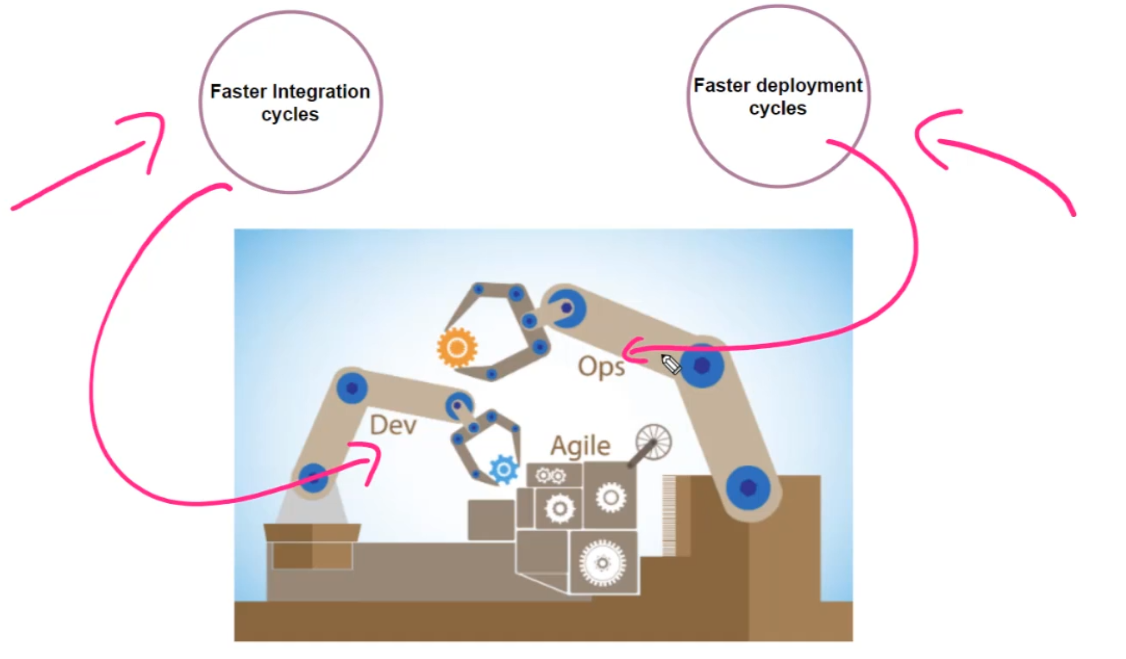 Faster Integration
cycles
Faster deployment
cycles
Ops
Dev
Agile